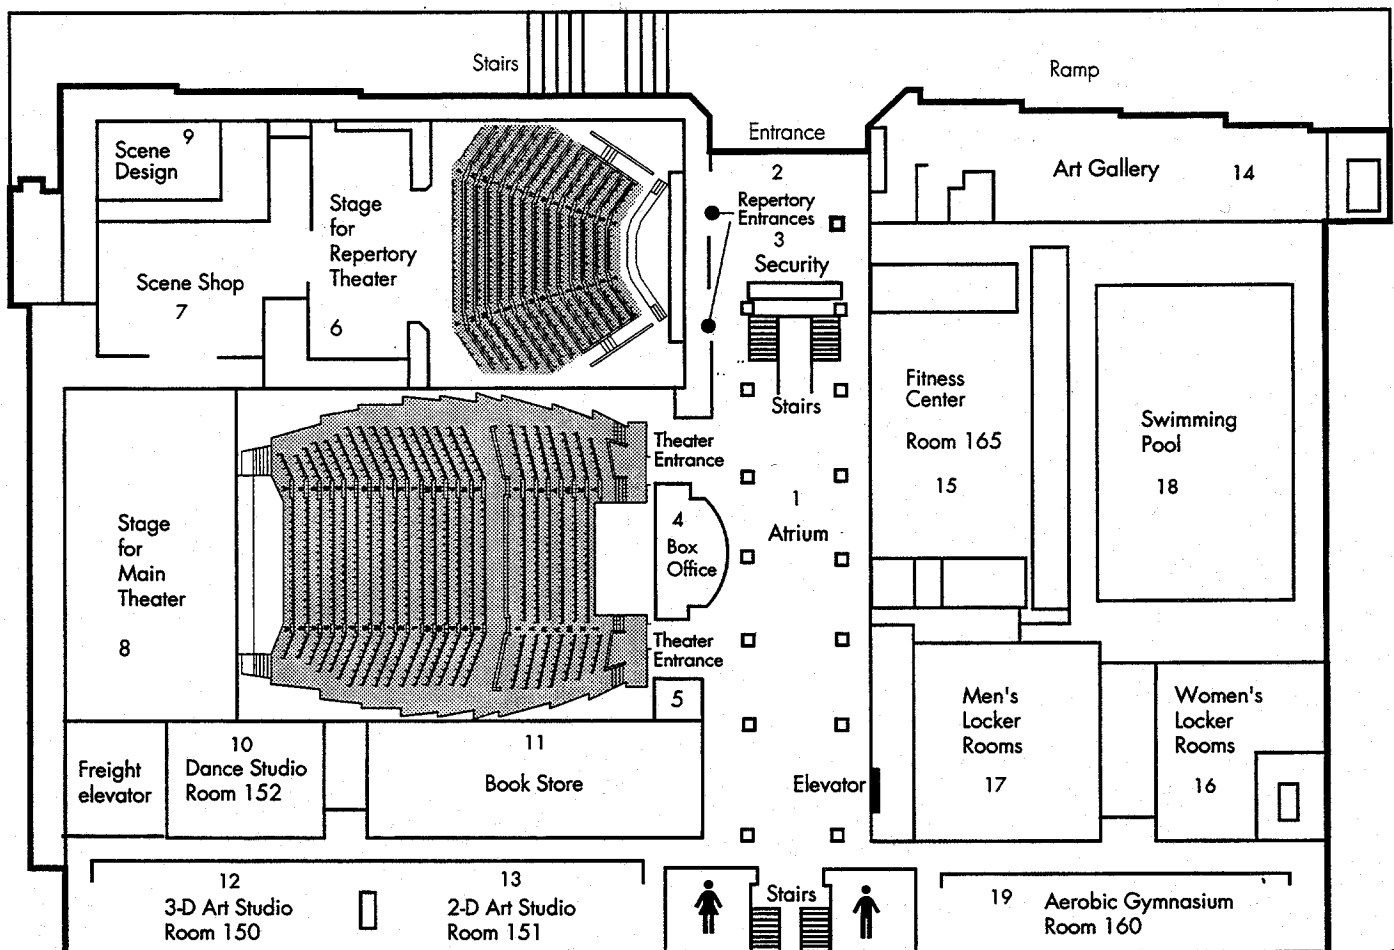 Stairs
Ramp
Entrance
2
9
Scene
Design
Art Gallery 14
Stage
for
Repertory
Theater
6
Repertory
Entrances
3
Security
Scene Shop
7
Stairs
Fitness
Center
Room 165
15
Swimming
Pool
18
Theater
Entrance
1
Atrium
4
Box
Office
Stage
for
Main
Theater
8
Theater
Entrance
5
Men's
Locker
Rooms
17
Women's
Locker
Rooms
16
Freight
elevator
10
Dance Studio
Room 152
11
Book Store
Elevator
12
3-D Art Studio
Room 150
13
2-D Art Studio
Room 151
Stairs
19 Aerobic Gymnasium
Room 160